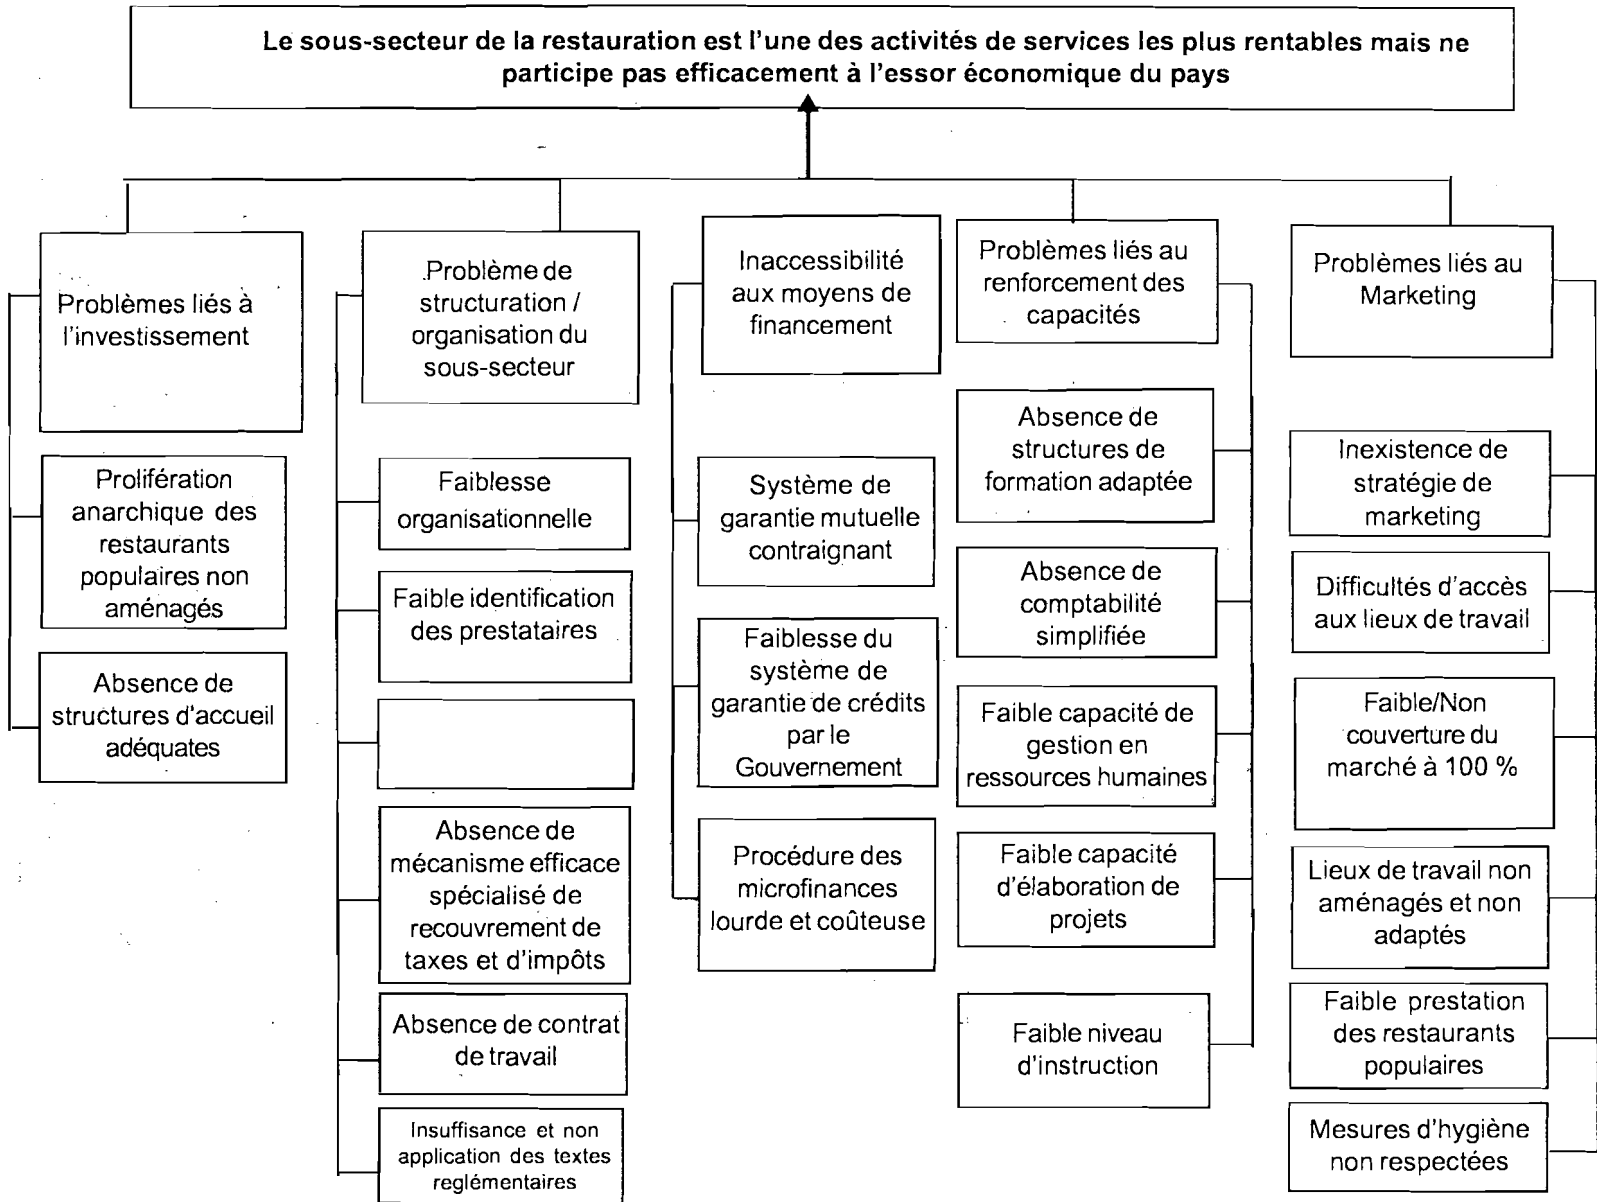 Le sous-secteur de la restauration est l'une des activités de services les plus rentables mais ne
participe pas efficacement à l'essor économique du pays
Problèmes liés à
l'investissement
Prolifération
anarchique des
restaurants
populaires non
aménagés
Absence de
structures d'accueil
adéquates
Problème de
structuration /
organisation du
sous-secteur
Faiblesse
organisationnelle
Faible identification
des prestataires
Absence de
mécanisme efficace
spécialisé de
recouvrement de
taxes et d'impôts
Absence de contrat
de travail
Insuffisance et non
application des textes
reglémentaires
Inaccessibilité
aux moyens de
financement
Système de
garantie mutuelle
contraignant
Faiblesse du
système de
garantie de crédits
par le
Gouvernement
Procédure des
microfinances
lourde et coûteuse
Problèmes liés au
renforcement des
capacités
Absence de
structures de
formation adaptée
Absence de
comptabilité
simplifiée
Faible capacité de
gestion en
ressources humaines
Faible capacité
d'élaboration de
projets
Faible niveau
d'instruction
Problèmes liés au
Marketing
Inexistence de
stratégie de
marketing
Difficultés d'accès
aux lieux de travail
Faible/Non
couverture du
marché à 100 %
Lieux de travail non
aménagés et non
adaptés
Faible prestation
des restaurants
populaires
Mesures d'hygiène
non respectées